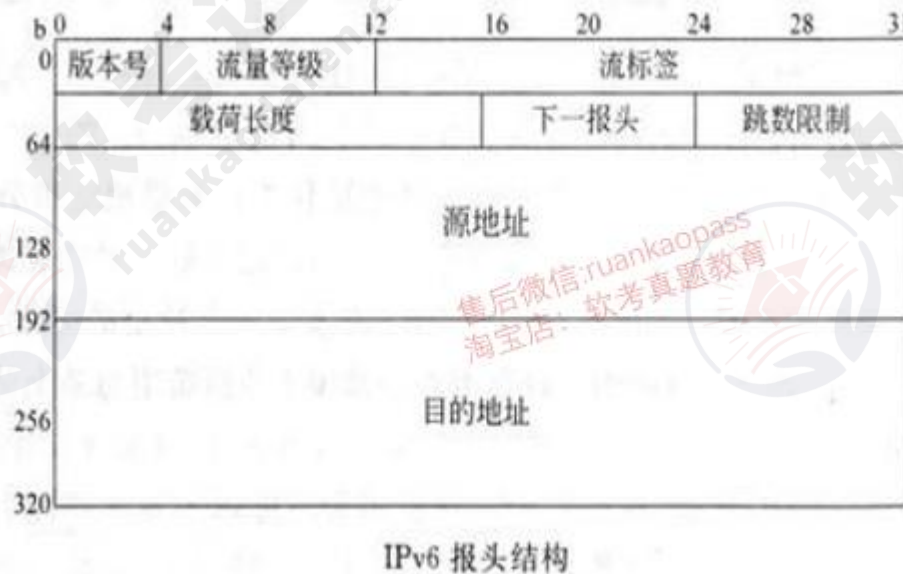 b 0 4 8 12 16 20 24 28 31
0 版本号 流量等级 流标签
载荷长度 下一报头 跳数限制
64
源地址
128
售后微信:ruankaopass
淘宝店：软考真题教育
192
目的地址
256
320
IPv6 报头结构